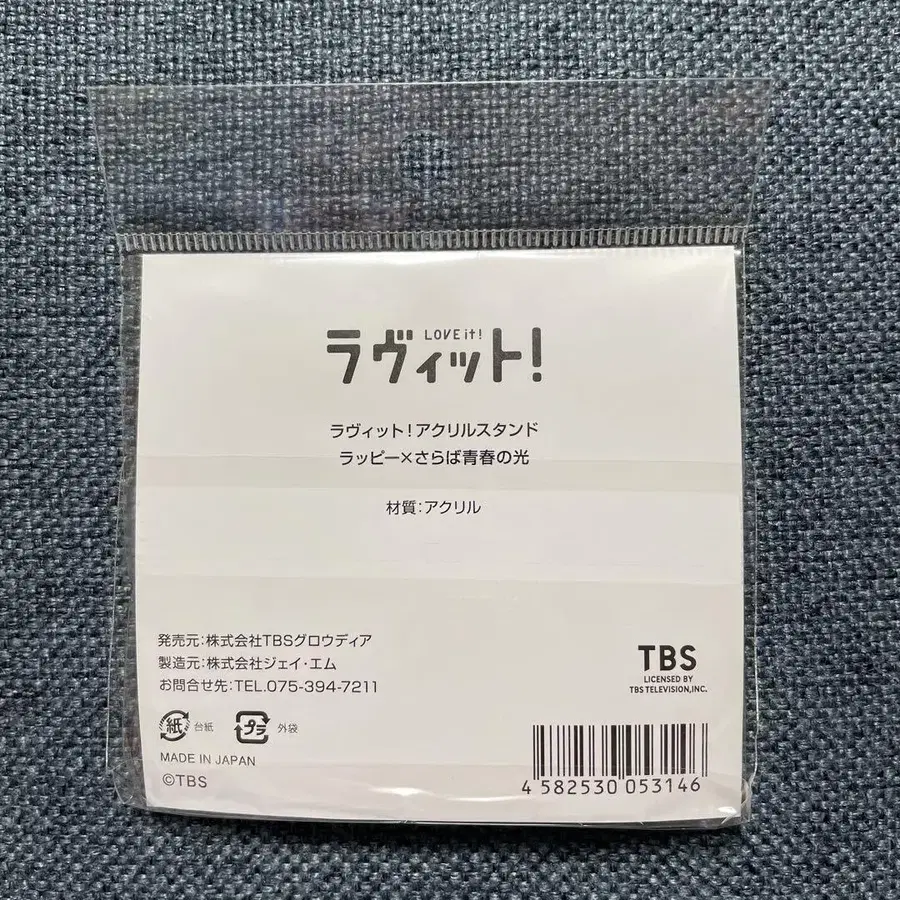 LOVE it!
ラヴィット!
ラヴィット!アクリルスタンド
ラッピー×さらば青春の光
材質:アクリル
発売元:株式会社TBSグロウディア
製造元:株式会社ジェイ・エム
お問合せ先:TEL.075-394-7211
紙 台紙 プラ 外袋
MADE IN JAPAN
©TBS
TBS
LICENSED BY
TBS TELEVISION,INC.
4 582530 053146